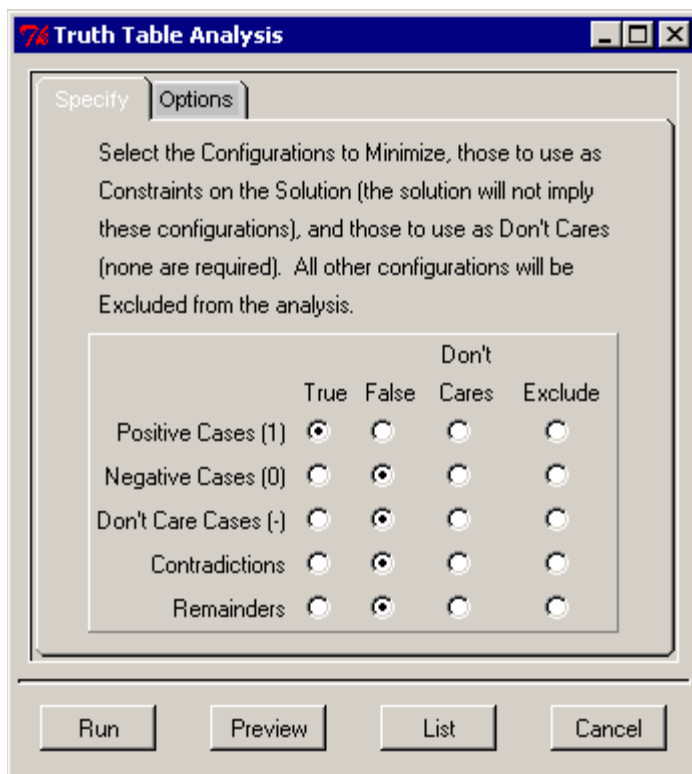 Truth Table Analysis
Specify Options
Select the Configurations to Minimize, those to use as
Constraints on the Solution (the solution will not imply
these configurations), and those to use as Don't Cares
(none are required).  All other configurations will be
Excluded from the analysis.
Don't
True False Cares Exclude
Positive Cases (1)
Negative Cases (0)
Don't Care Cases (-)
Contradictions
Remainders
Run Preview List Cancel